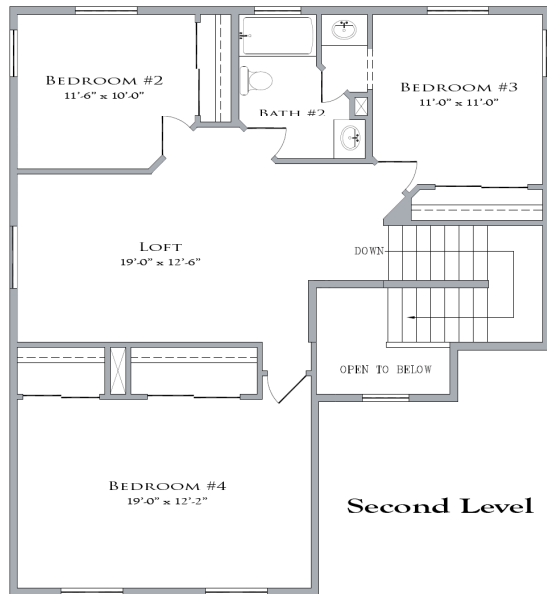 BEDROOM #2
11'-6" x 10'-0"
BATH #2
BEDROOM #3
11'-0" x 11'-0"
LOFT
19'-0" x 12'-6"
DOWN
OPEN TO BELOW
BEDROOM #4
19'-0" x 12'-2"
Second Level